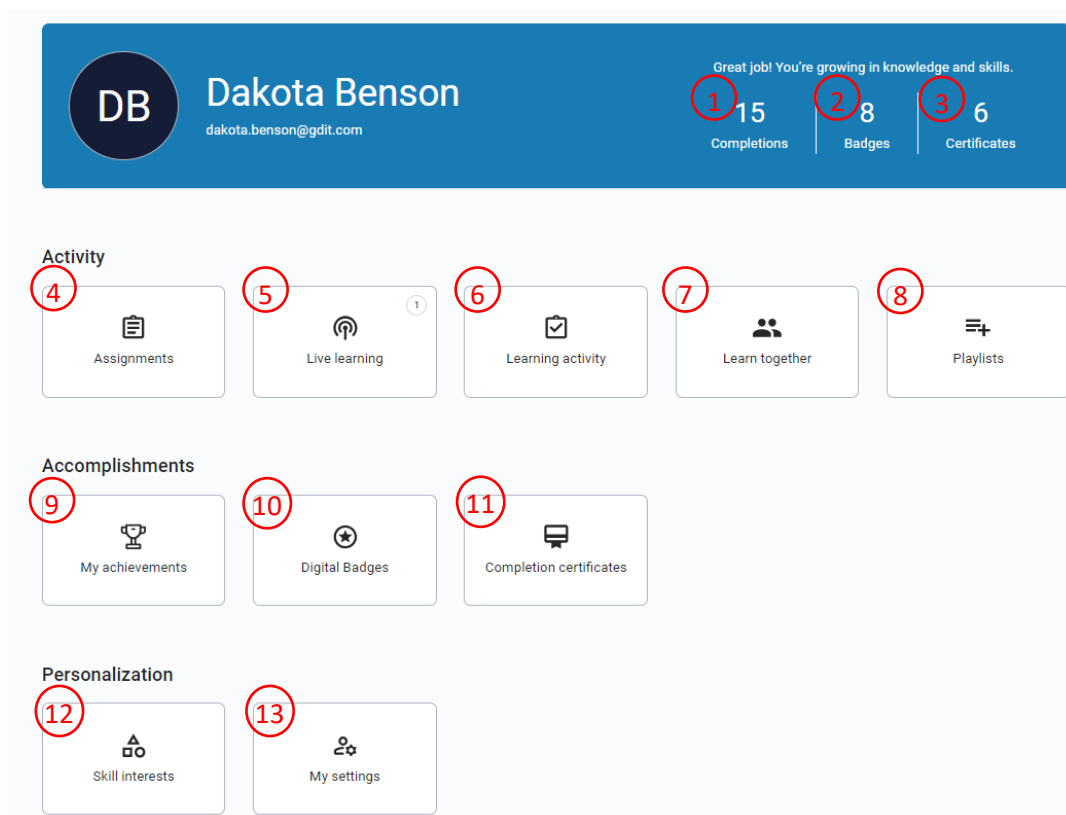 DB
Dakota Benson
dakota.benson@gdit.com
Great job! You're growing in knowledge and skills.
1 15
2 8
3 6
Completions
Badges
Certificates
Activity
4
5
1
6
7
8
Assignments
Live learning
Learning activity
Learn together
Playlists
Accomplishments
9
10
11
My achievements
Digital Badges
Completion certificates
Personalization
12
13
Skill interests
My settings